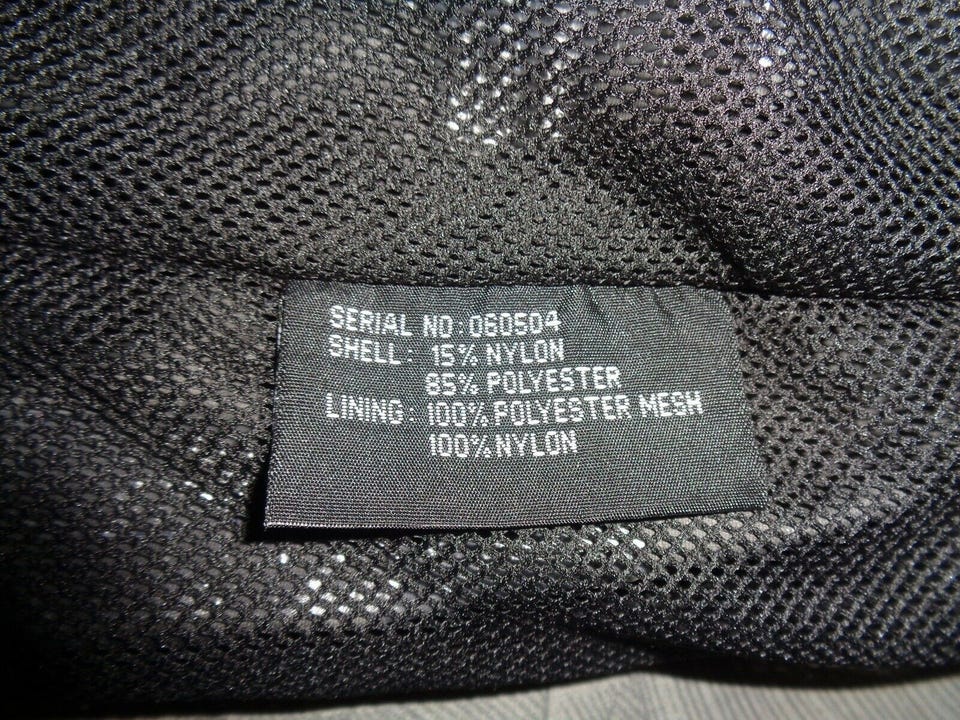 SERIAL NO: 060504
SHELL: 15% NYLON
85% POLYESTER
LINING: 100% POLYESTER MESH
100% NYLON